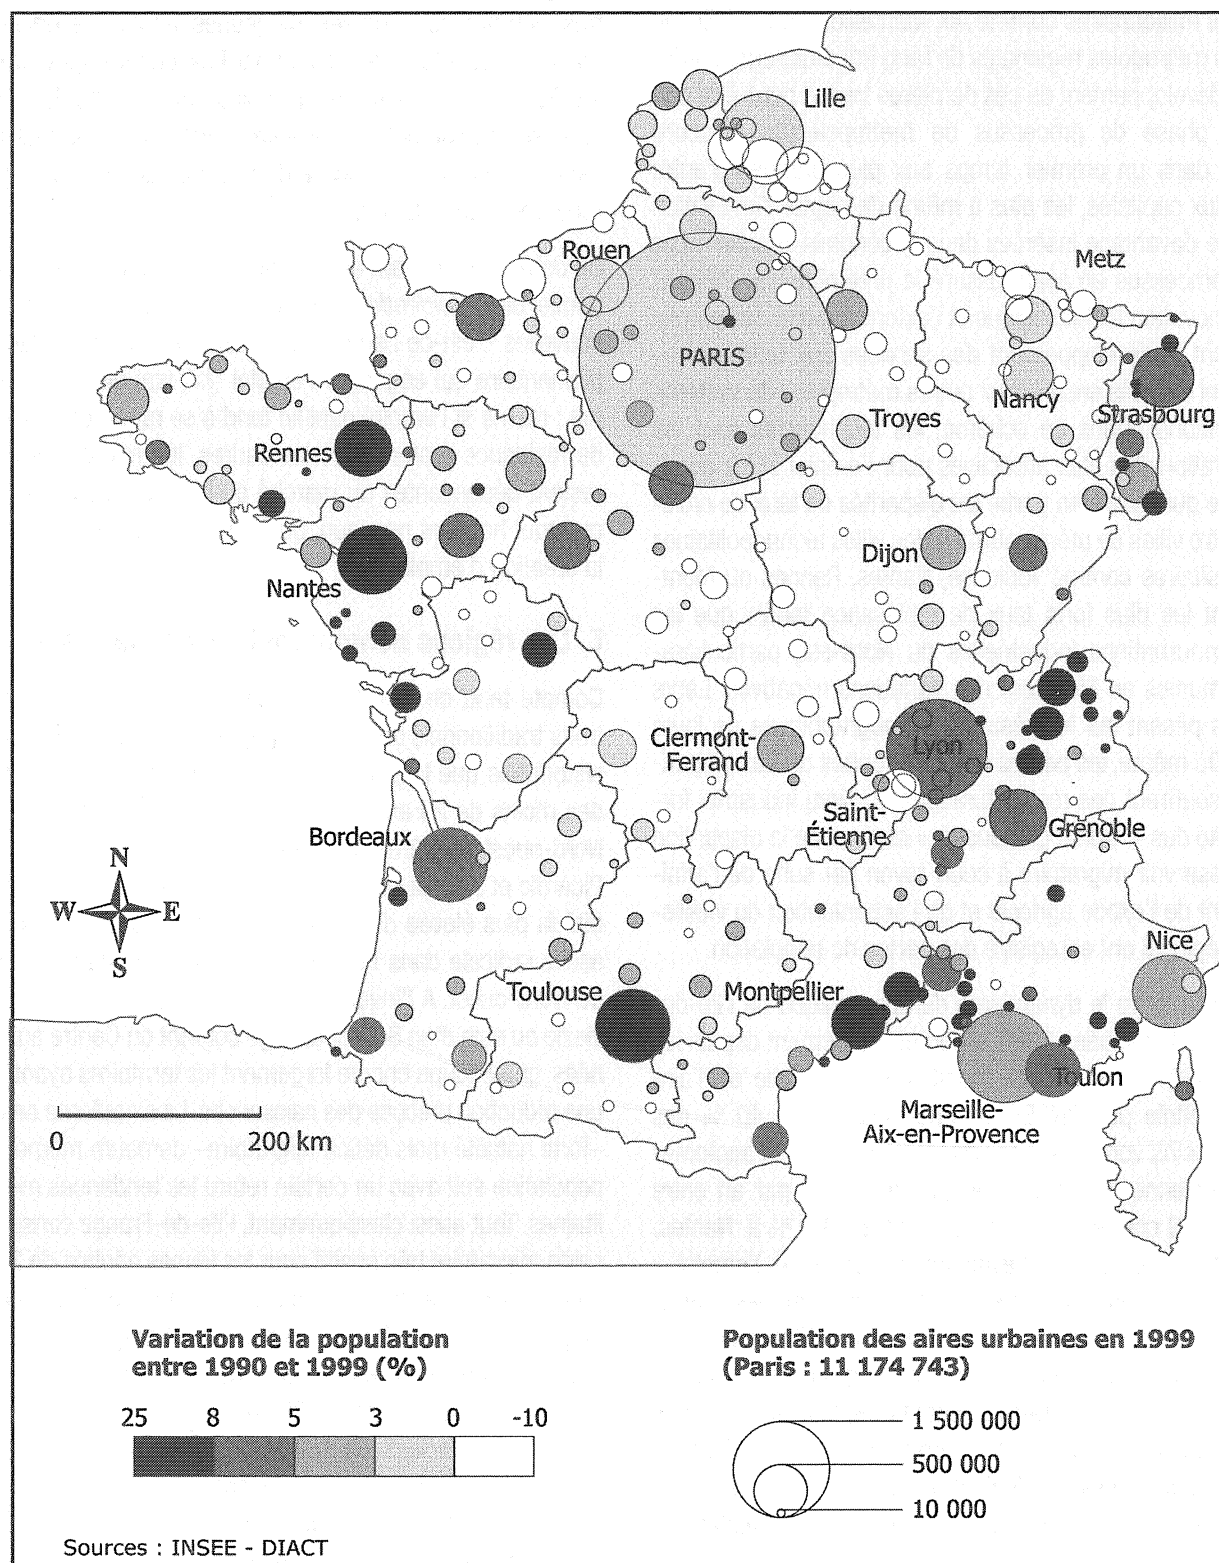 Lille
Rouen
Metz
PARIS
Troyes
Nancy
Strasbourg
Rennes
Dijon
Nantes
Clermont-
Ferrand
Lyon
Saint-
Étienne
Grenoble
Bordeaux
N
W E
S
Nice
Toulouse
Montpellier
Toulon
Marseille-
Aix-en-Provence
0 200 km
Variation de la population
entre 1990 et 1999 (%)
25 8 5 3 0 -10
Population des aires urbaines en 1999
(Paris : 11 174 743)
1 500 000
500 000
10 000
Sources : INSEE - DIACT